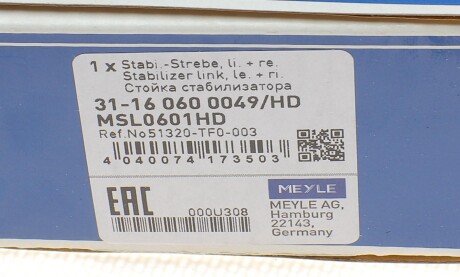 1 x Stabi.-Strebe, li. + re.
Stabilizer link, le. + ri.
Стойка стабилизатора
31-16 060 0049/HD
MSL0601HD
Ref.No51320-TF0-003
4 040074 173503
EAC
000U308
MEYLE
MEYLE AG,
Hamburg
22143,
Germany